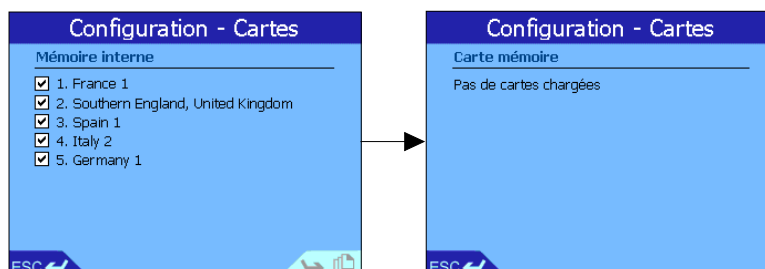 Configuration - Cartes
Mémoire interne
1. France 1
2. Southern England, United Kingdom
3. Spain 1
4. Italy 2
5. Germany 1
ESC
Configuration - Cartes
Carte mémoire
Pas de cartes chargées
ESC